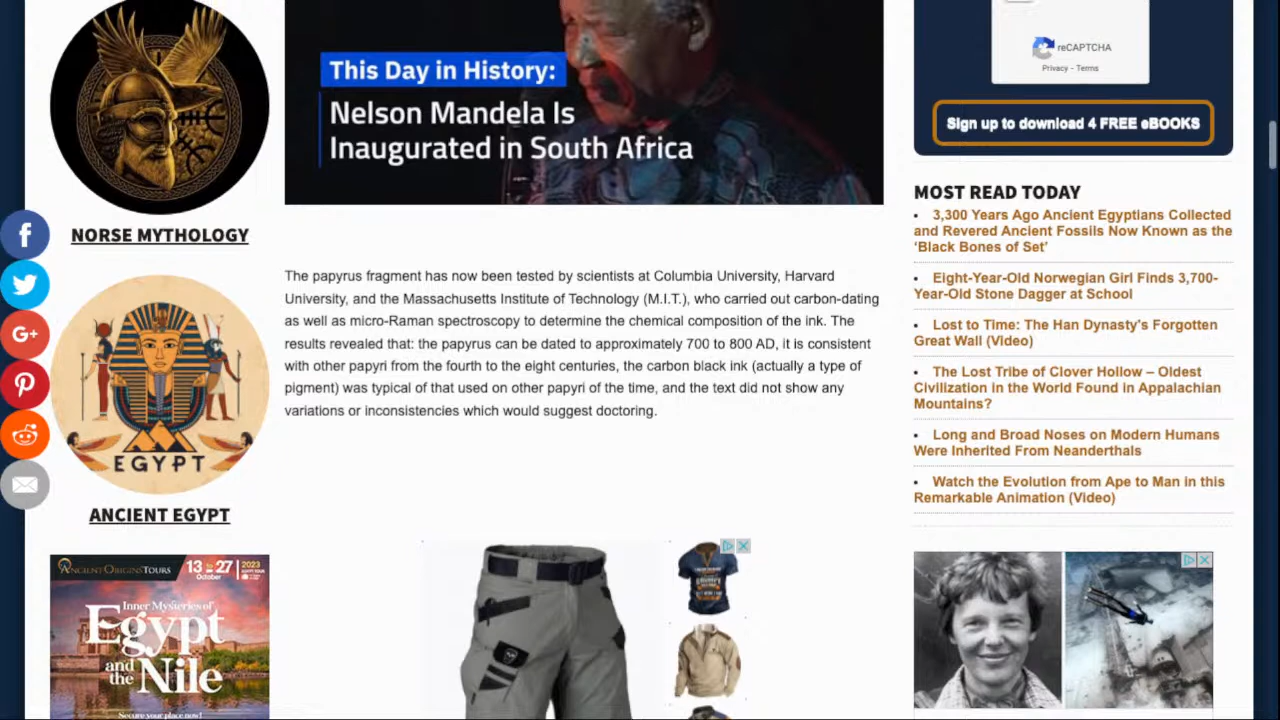 This Day in History:
Nelson Mandela Is
Inaugurated in South Africa
NORSE MYTHOLOGY
EGYPT
ANCIENT EGYPT
ANCIENT ORIGINS TOURS
13 to 27
October
2023
Inner Mysteries of
Egypt
and
the Nile
Secure your place now!
The papyrus fragment has now been tested by scientists at Columbia University, Harvard
University, and the Massachusetts Institute of Technology (M.I.T.), who carried out carbon-dating
as well as micro-Raman spectroscopy to determine the chemical composition of the ink. The
results revealed that: the papyrus can be dated to approximately 700 to 800 AD, it is consistent
with other papyri from the fourth to the eight centuries, the carbon black ink (actually a type of
pigment) was typical of that used on other papyri of the time, and the text did not show any
variations or inconsistencies which would suggest doctoring.
reCAPTCHA
Privacy - Terms
Sign up to download 4 FREE eBOOKS
MOST READ TODAY
• 3,300 Years Ago Ancient Egyptians Collected
and Revered Ancient Fossils Now Known as the
‘Black Bones of Set’
• Eight-Year-Old Norwegian Girl Finds 3,700-
Year-Old Stone Dagger at School
• Lost to Time: The Han Dynasty's Forgotten
Great Wall (Video)
• The Lost Tribe of Clover Hollow – Oldest
Civilization in the World Found in Appalachian
Mountains?
• Long and Broad Noses on Modern Humans
Were Inherited From Neanderthals
• Watch the Evolution from Ape to Man in this
Remarkable Animation (Video)